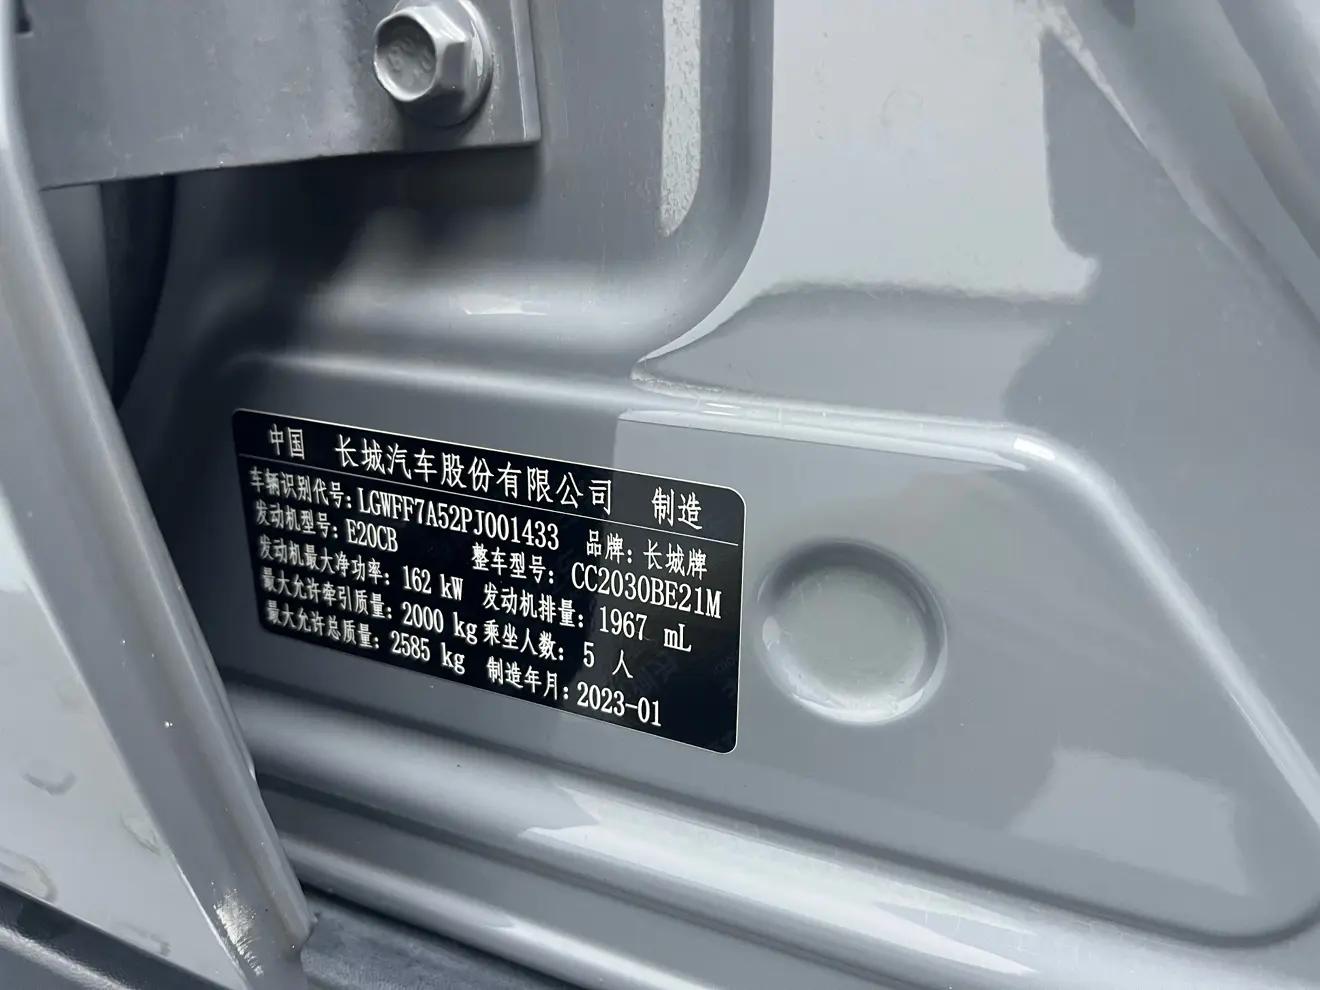 中国 长城汽车股份有限公司 制造
车辆识别代号: LGWFF7A52PJ001433 品牌: 长城牌
发动机型号: E20CB 整车型号: CC2030BE21M
发动机最大净功率: 162 kW 发动机排量: 1967 mL
最大允许牵引质量: 2000 kg 乘坐人数: 5 人
最大允许总质量: 2585 kg 制造年月: 2023-01